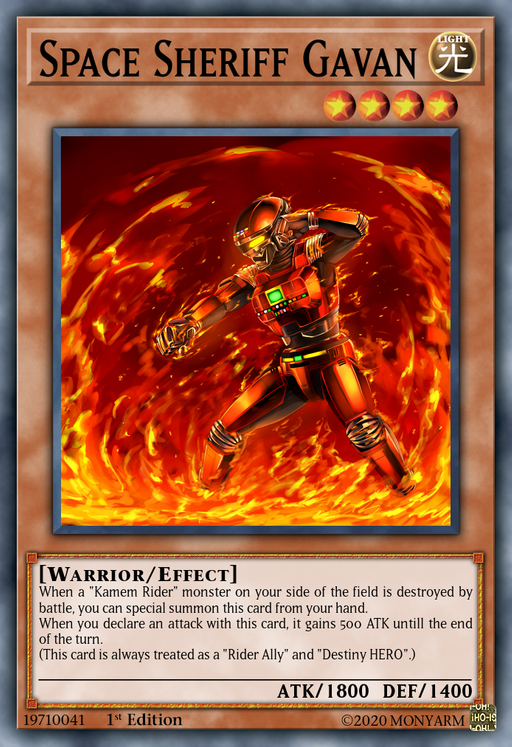 SPACE SHERIFF GAVAN
LIGHT
光
[WARRIOR/EFFECT]
When a "Kamem Rider" monster on your side of the field is destroyed by
battle, you can special summon this card from your hand.
When you declare an attack with this card, it gains 500 ATK untill the end
of the turn.
(This card is always treated as a "Rider Ally" and "Destiny HERO".)
ATK/1800 DEF/1400
19710041 1st Edition ©2020 MONYARM